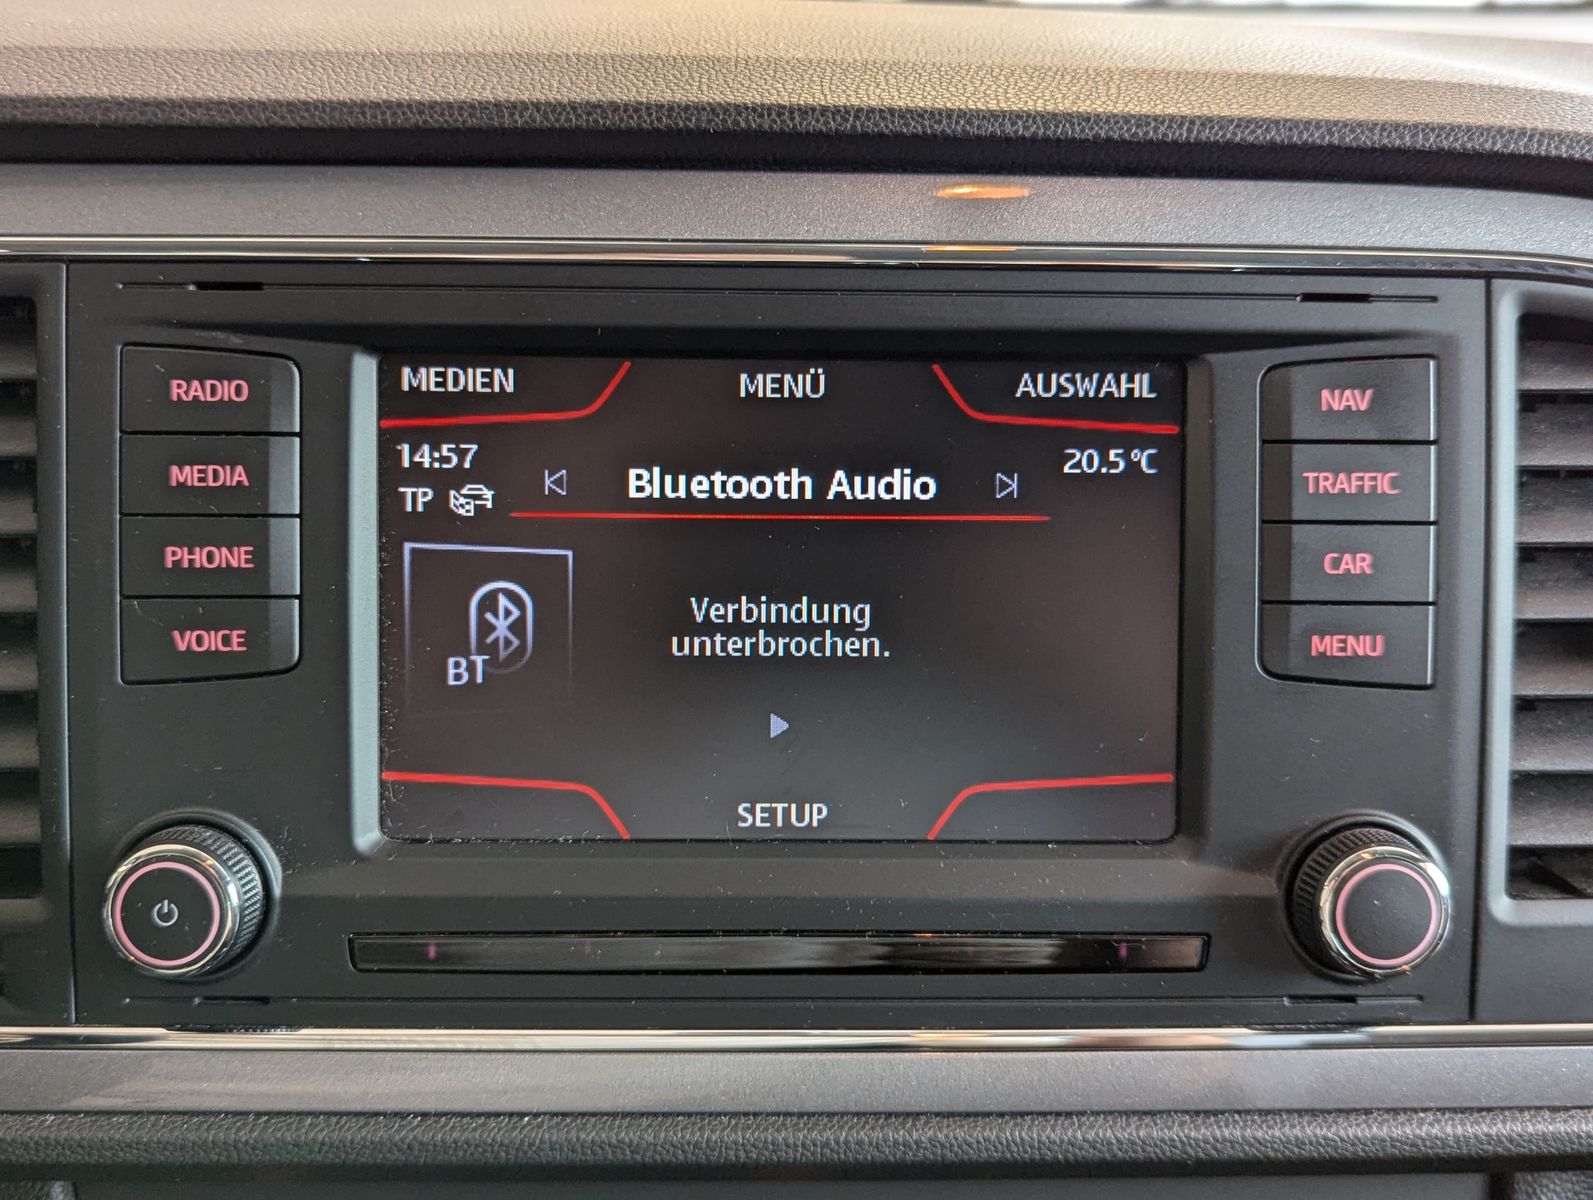 RADIO
MEDIA
PHONE
VOICE
MEDIEN
MENÜ
AUSWAHL
14:57
Bluetooth Audio
20.5 ºC
TP
BT
Verbindung
unterbrochen.
SETUP
NAV
TRAFFIC
CAR
MENU